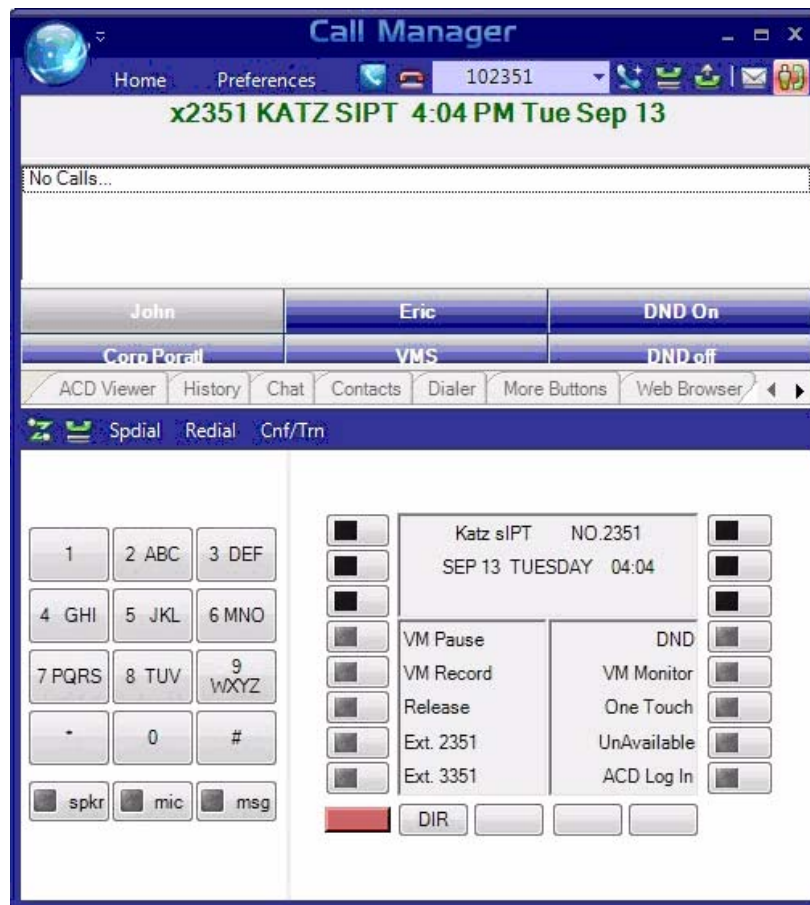 Call Manager
Home Preferences 102351
x2351 KATZ SIPT 4:04 PM Tue Sep 13
No Calls...
John Eric DND On
Corp Poratl VMS DND off
ACD Viewer History Chat Contacts Dialer More Buttons Web Browser
Spdial Redial Cnf/Trn
Katz sIPT NO.2351
1 2 ABC 3 DEF
SEP 13 TUESDAY 04:04
4 GHI 5 JKL 6 MNO
VM Pause DND
7 PQRS 8 TUV 9 WXYZ
VM Record VM Monitor
Release One Touch
* 0 #
Ext. 2351 UnAvailable
Ext. 3351 ACD Log In
spkr mic msg
DIR